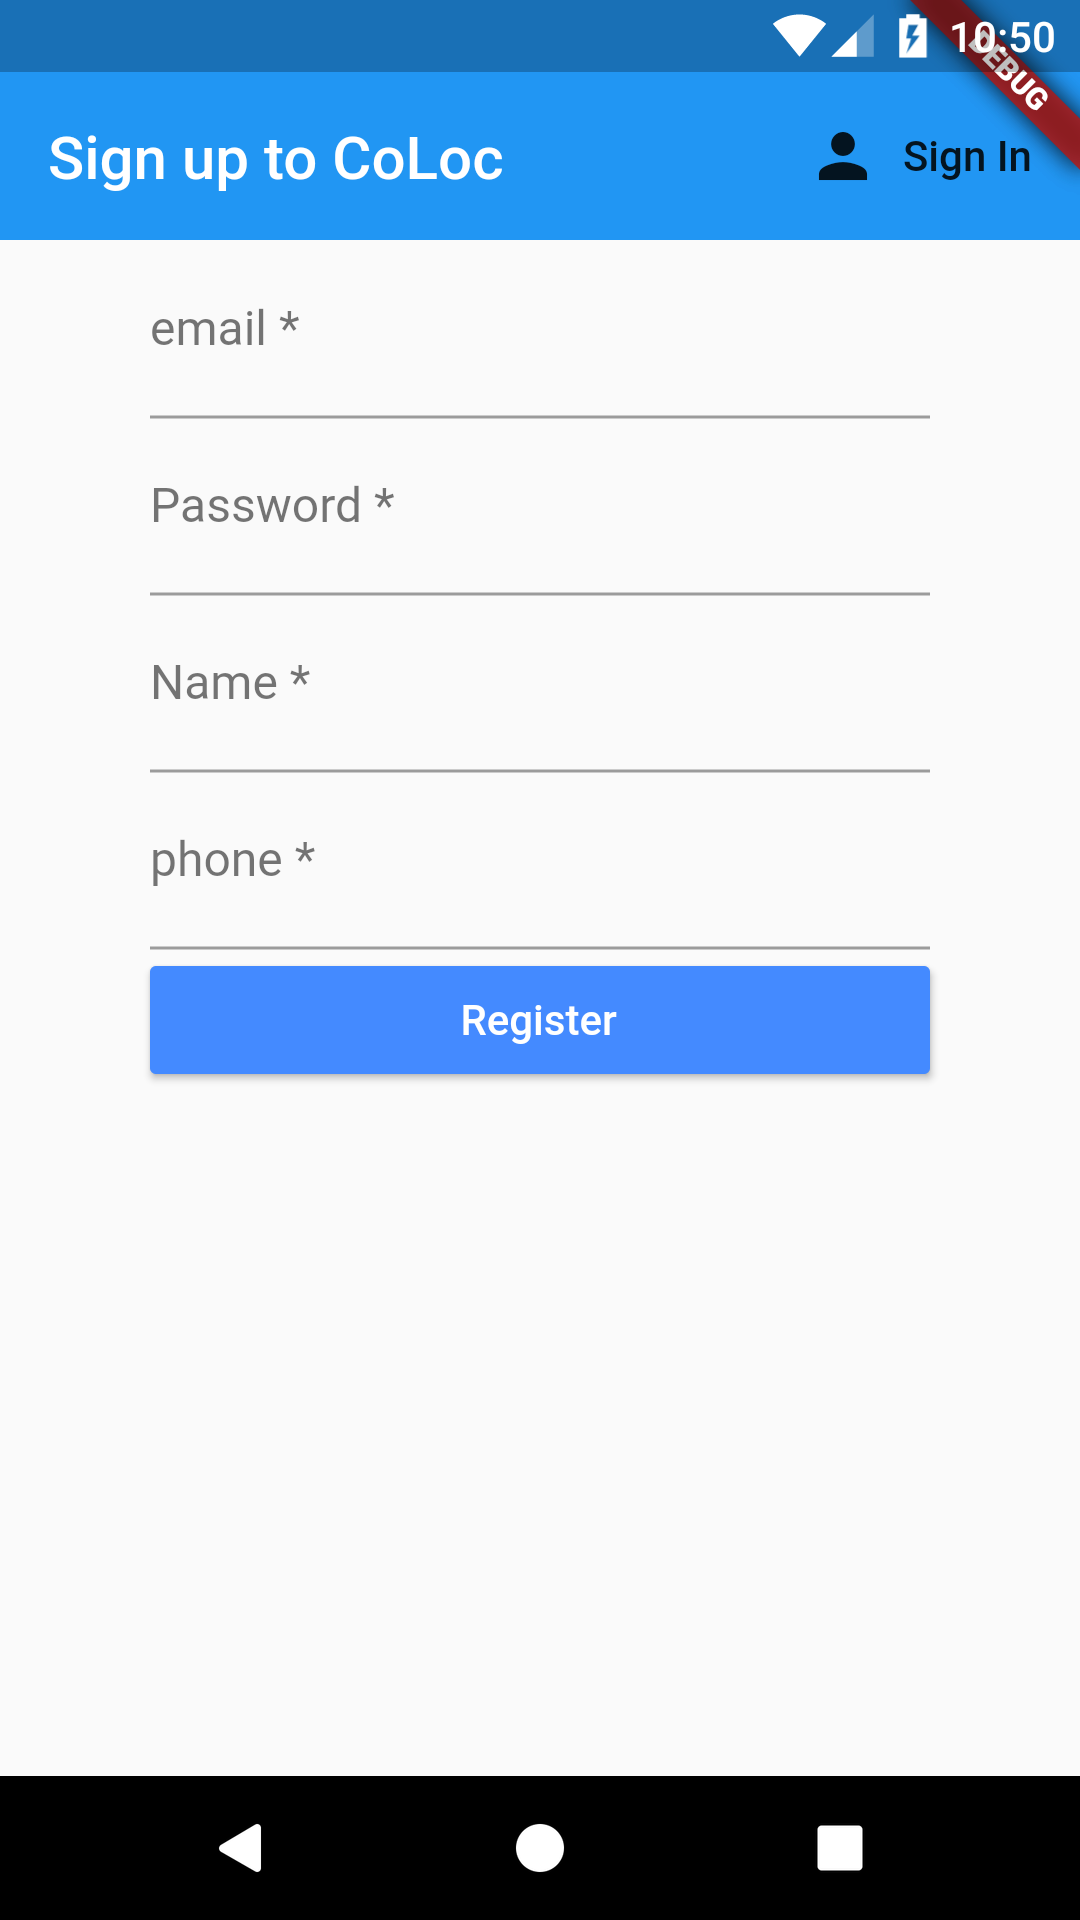 10:50
DEBUG
Sign up to CoLoc
Sign In
email *
Password *
Name *
phone *
Register